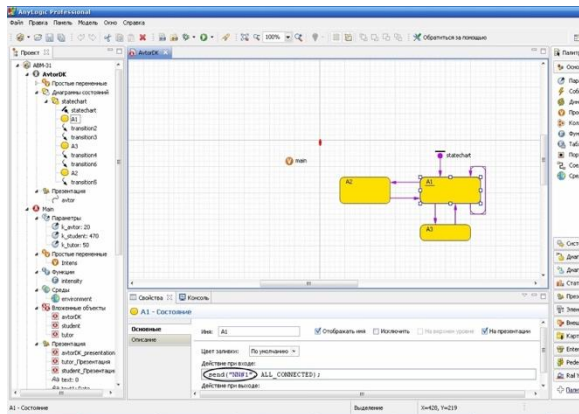 AnyLogic Professional
Файл Правка Панель Модель Окно Справка
100%
Обратиться за помощью
Проект
AvtorDK
ABM-31
AvtorDK
Простые переменные
Диаграммы состояний
statechart
statechart
A1
transition2
transition3
A3
transition4
transition6
A2
transition5
Презентация
avtor
Main
Параметры
k_avtor: 20
k_student: 470
k_tutor: 50
Простые переменные
Intens
Функции
intensity
Среды
environment
Вложенные объекты
avtorDK
student
tutor
Презентация
avtorDK_presentation
tutor_Презентация
student_Презентация
text: 0
main
statechart
A2
A1
A3
Свойства
Консоль
A1 - Состояние
Основные
Описание
Имя: A1
Отображать имя
Исключить
На верхнем уровне
На презентации
Цвет заливки: По умолчанию
Действие при входе:
send("NN#1", ALL_CONNECTED);
Действие при выходе:
A1 - Состояние
Выделение
X=428, Y=219